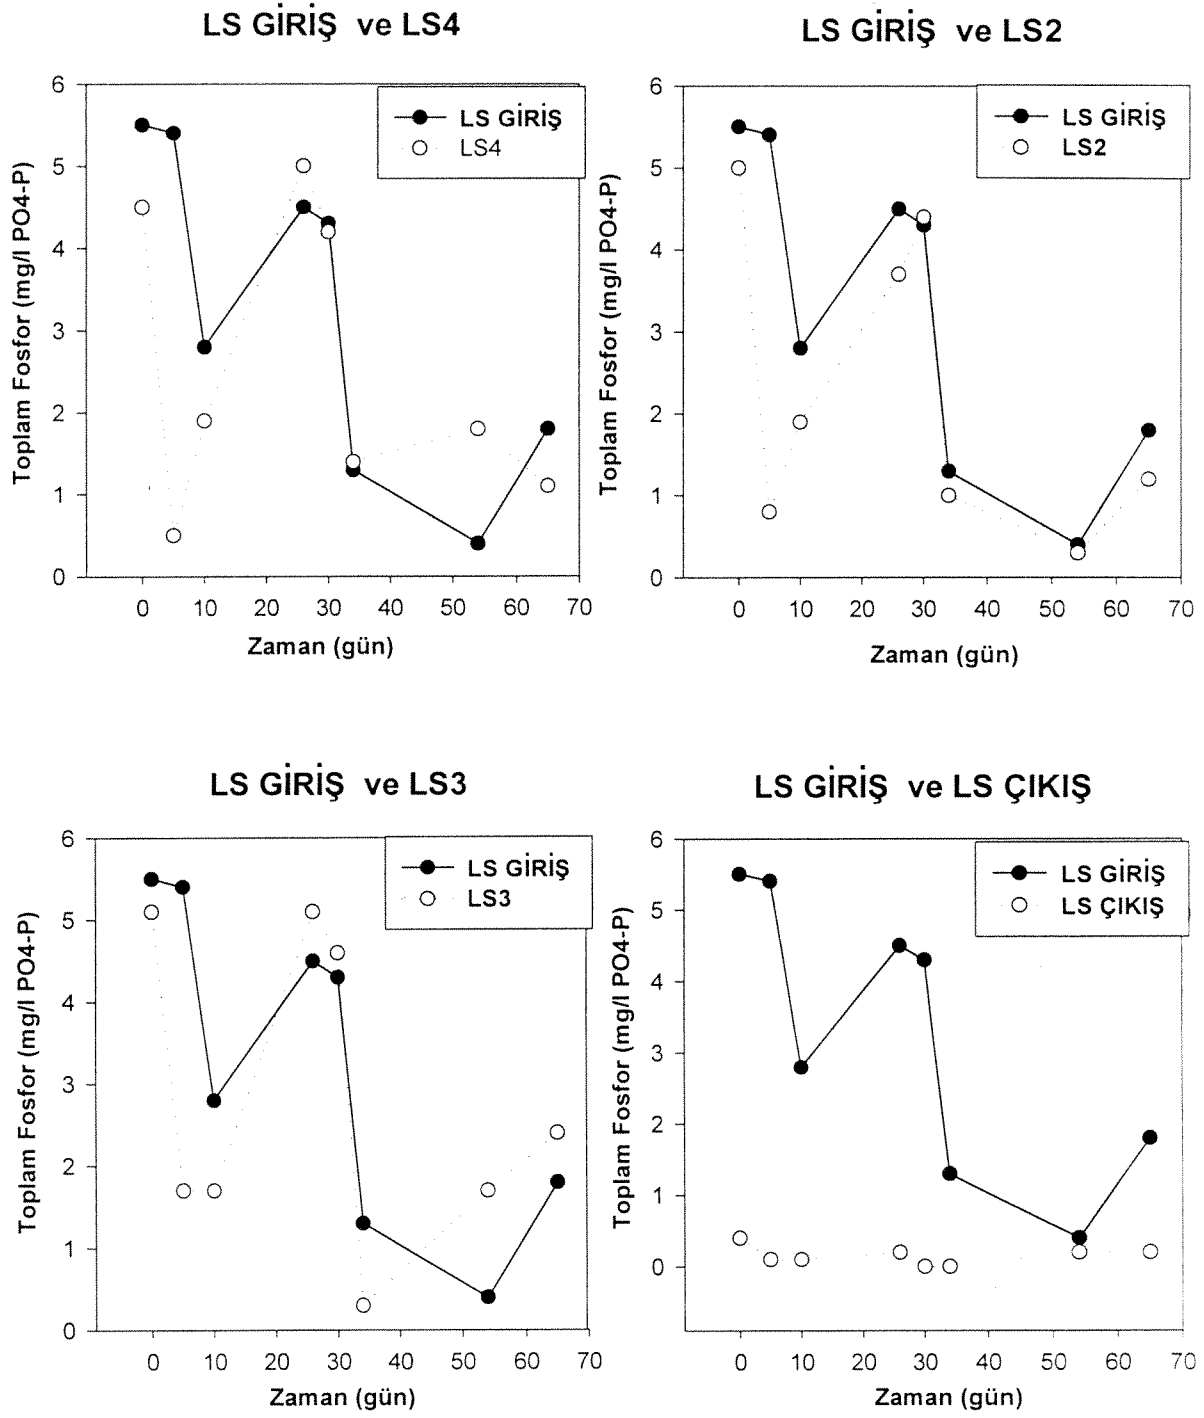 LS GİRİŞ ve LS4
6
5
4
3
2
1
0
Toplam Fosfor (mg/l PO4-P)
LS GİRİŞ
LS4
0 10 20 30 40 50 60 70
Zaman (gün)
LS GİRİŞ ve LS2
6
5
4
3
2
1
0
Toplam Fosfor (mg/l PO4-P)
LS GİRİŞ
LS2
0 10 20 30 40 50 60 70
Zaman (gün)
LS GİRİŞ ve LS3
6
5
4
3
2
1
0
Toplam Fosfor (mg/l PO4-P)
LS GİRİŞ
LS3
0 10 20 30 40 50 60 70
Zaman (gün)
LS GİRİŞ ve LS ÇIKIŞ
6
5
4
3
2
1
0
Toplam Fosfor (mg/l PO4-P)
LS GİRİŞ
LS ÇIKIŞ
0 10 20 30 40 50 60 70
Zaman (gün)